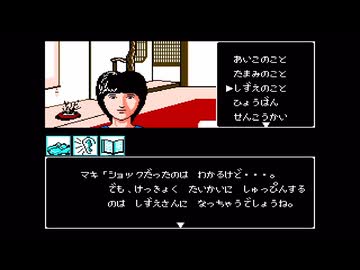 あいこのこと
たまみのこと
▶しずえのこと
ひょうばん
せんこうかい
マキ「ショックだったのは わかるけど・・・。
でも、けっきょく たいかいに しゅっぴんする
のは しずえさんに なっちゃうでしょうね。